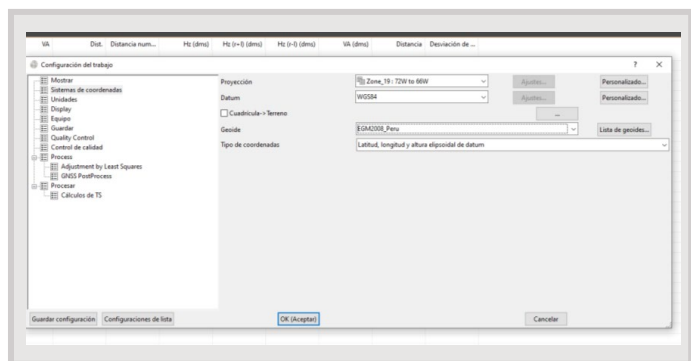 VA Dist. Distancia num... Hz (dms) Hz (r+l) (dms) Hz (r-l) (dms) VA (dms) Distancia Desviación de ...
Configuración del trabajo ? ×
Mostrar
Sistemas de coordenadas
Unidades
Display
Equipo
Guardar
Quality Control
Control de calidad
Process
Adjustment by Least Squares
GNSS PostProcess
Procesar
Cálculos de TS
Proyección Zone_19 : 72W to 66W Ajustes... Personalizado...
Datum WGS84 Ajustes... Personalizado...
Cuadrícula-> Terreno ...
Geoide EGM2008_Peru Lista de geoides...
Tipo de coordenadas Latitud, longitud y altura elipsoidal de datum
Guardar configuración Configuraciones de lista OK (Aceptar) Cancelar